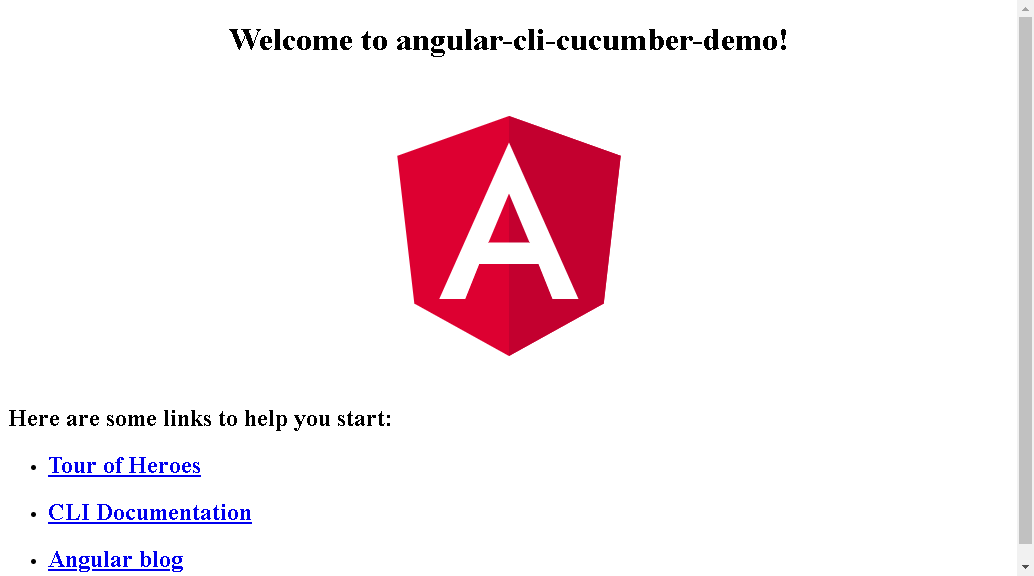 Welcome to angular-cli-cucumber-demo!
A
Here are some links to help you start:
Tour of Heroes
CLI Documentation
Angular blog